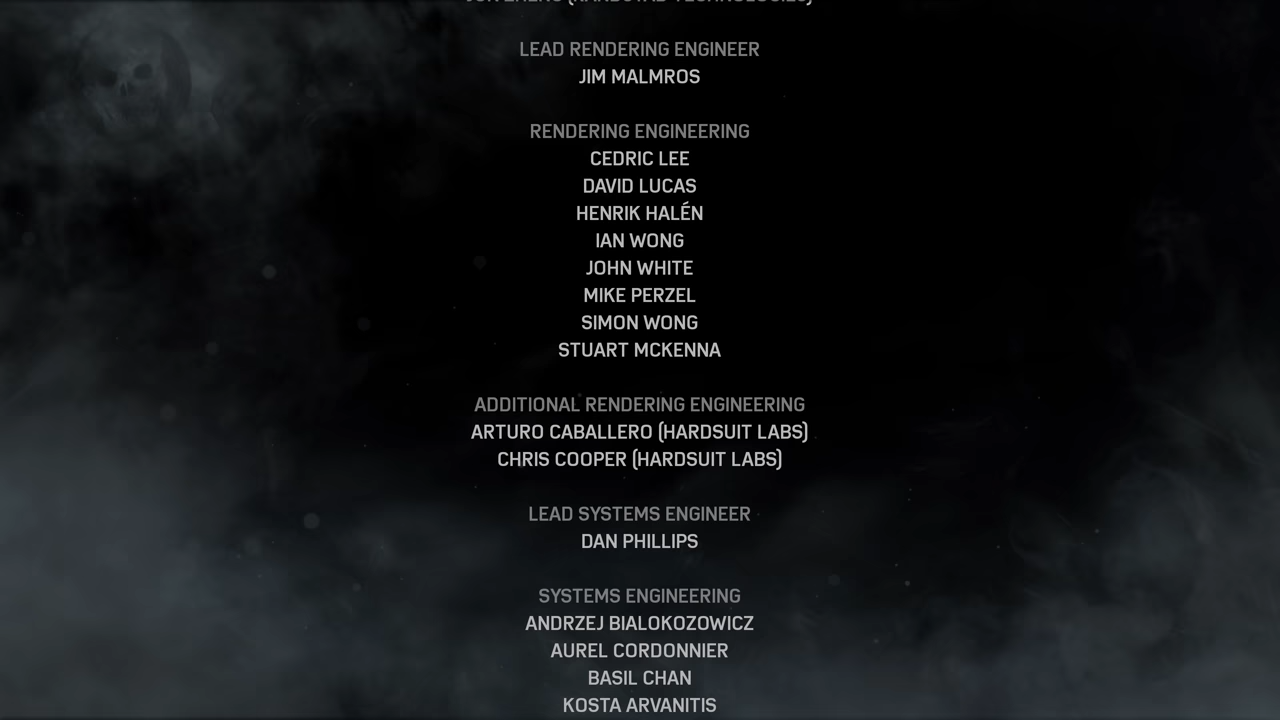 LEAD RENDERING ENGINEER
JIM MALMROS
RENDERING ENGINEERING
CEDRIC LEE
DAVID LUCAS
HENRIK HALÉN
IAN WONG
JOHN WHITE
MIKE PERZEL
SIMON WONG
STUART MCKENNA
ADDITIONAL RENDERING ENGINEERING
ARTURO CABALLERO (HARDSUIT LABS)
CHRIS COOPER (HARDSUIT LABS)
LEAD SYSTEMS ENGINEER
DAN PHILLIPS
SYSTEMS ENGINEERING
ANDRZEJ BIALOKOZOWICZ
AUREL CORDONNIER
BASIL CHAN
KOSTA ARVANITIS